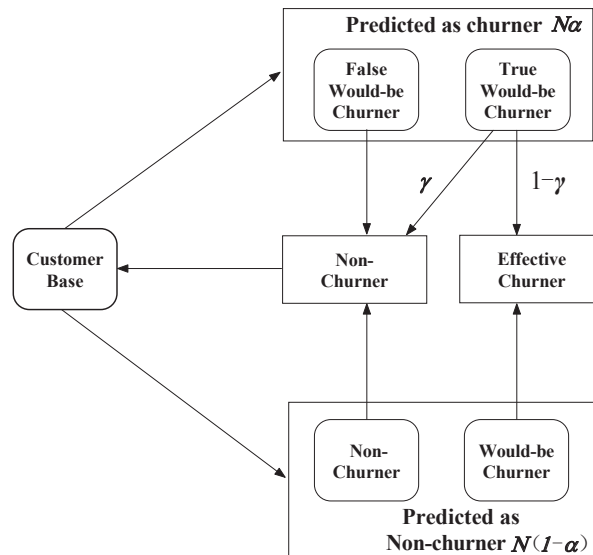 Predicted as churner Nα
False
Would-be
Churner
True
Would-be
Churner
γ
1-γ
Customer
Base
Non-
Churner
Effective
Churner
Non-
Churner
Would-be
Churner
Predicted as
Non-churner N(1-α)